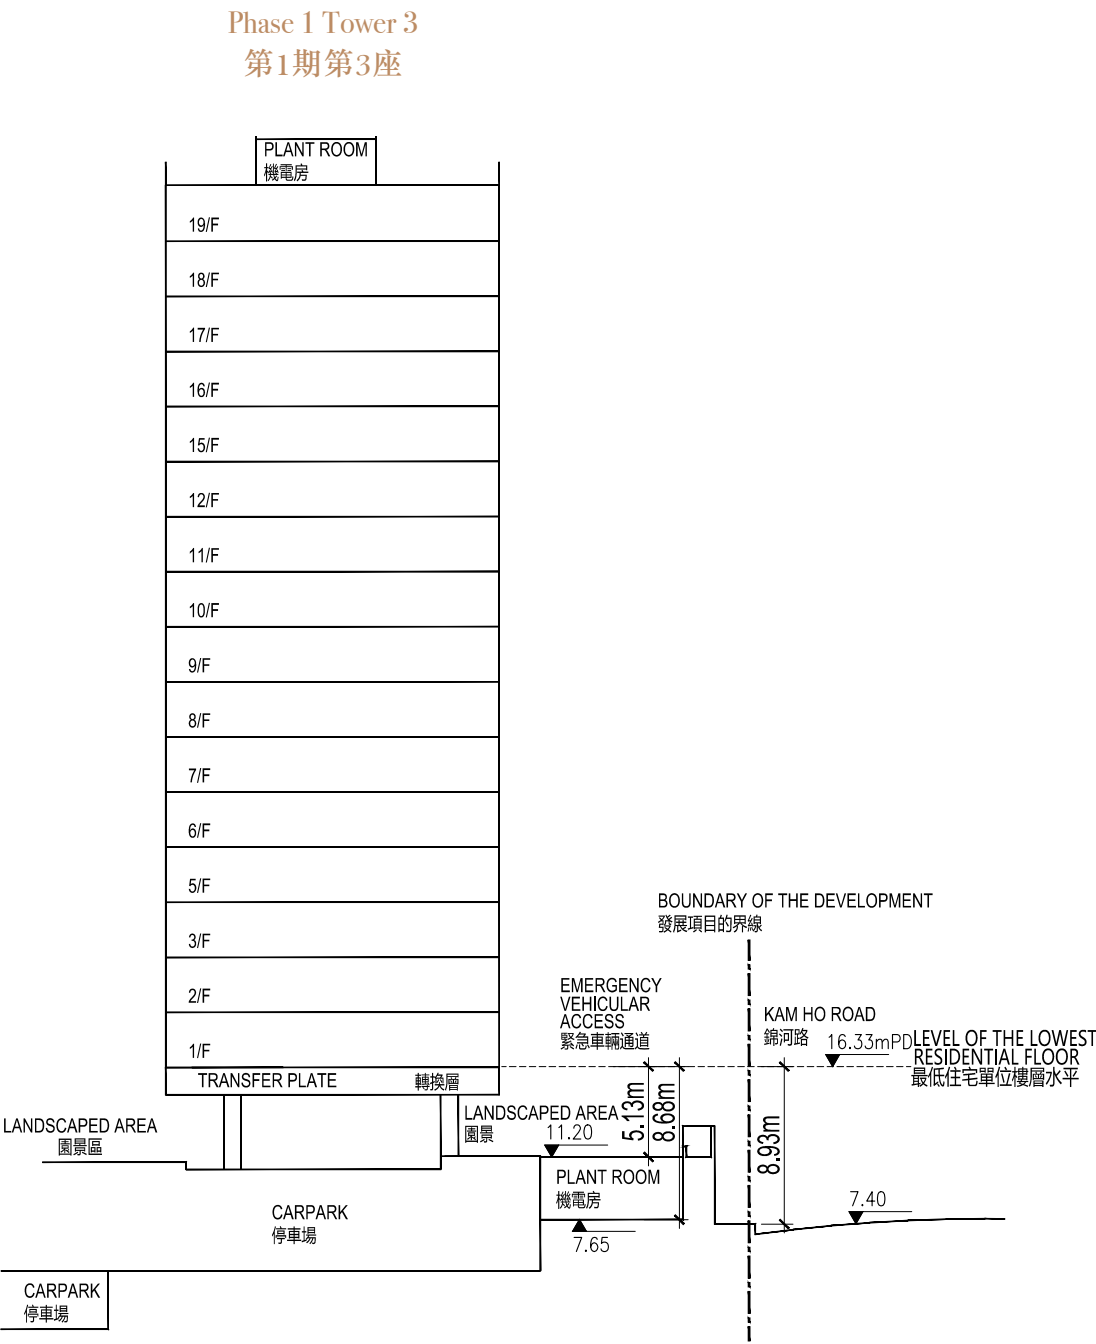 Phase 1 Tower 3
第1期第3座
PLANT ROOM
機電房
19/F
18/F
17/F
16/F
15/F
12/F
11/F
10/F
9/F
8/F
7/F
6/F
5/F
3/F
2/F
1/F
TRANSFER PLATE 轉換層
BOUNDARY OF THE DEVELOPMENT
發展項目的界線
EMERGENCY
VEHICULAR
ACCESS
緊急車輛通道
KAM HO ROAD
錦河路
16.33mPD
LEVEL OF THE LOWEST
RESIDENTIAL FLOOR
最低住宅單位樓層水平
LANDSCAPED AREA
園景區
LANDSCAPED AREA
園景
11.20
5.13m
8.68m
8.93m
PLANT ROOM
機電房
7.65
7.40
CARPARK
停車場
CARPARK
停車場